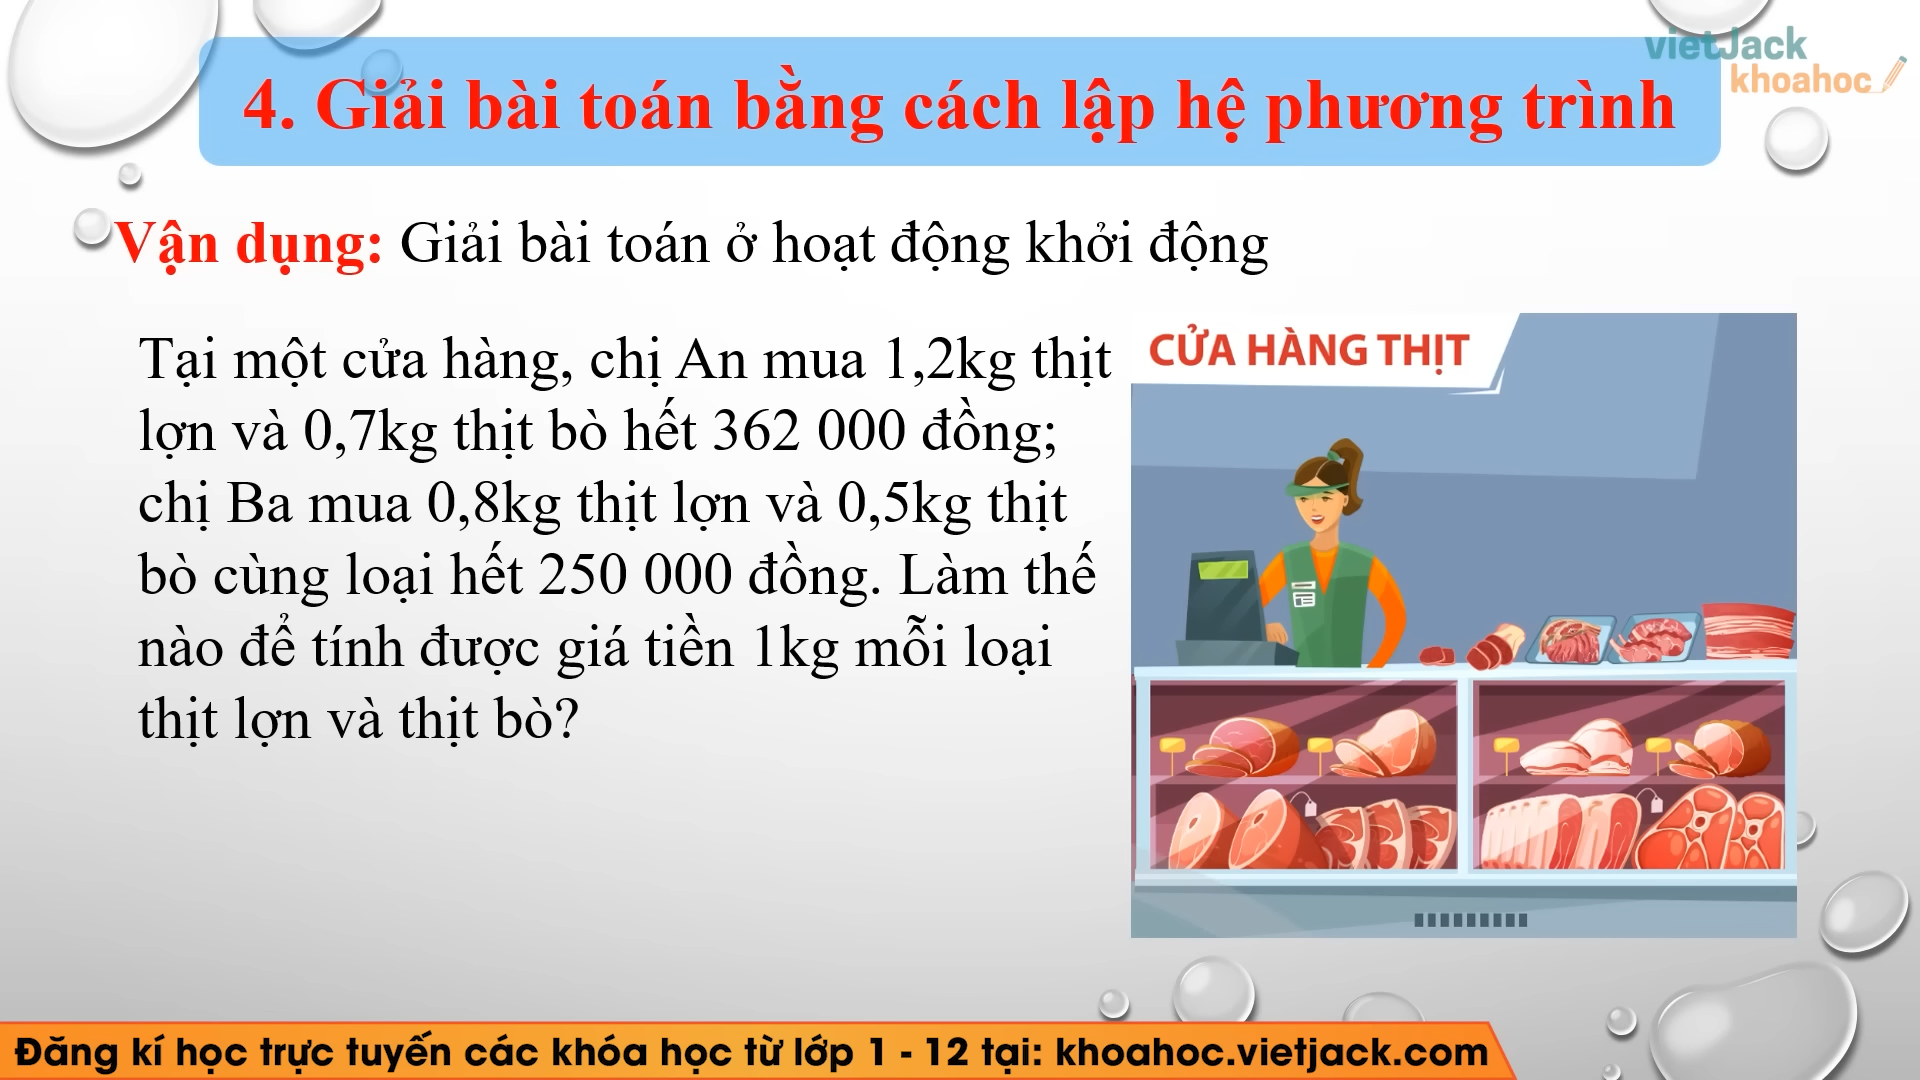 vietJack
khoahoc
4. Giải bài toán bằng cách lập hệ phương trình
Vận dụng: Giải bài toán ở hoạt động khởi động
Tại một cửa hàng, chị An mua 1,2kg thịt
lợn và 0,7kg thịt bò hết 362 000 đồng;
chị Ba mua 0,8kg thịt lợn và 0,5kg thịt
bò cùng loại hết 250 000 đồng. Làm thế
nào để tính được giá tiền 1kg mỗi loại
thịt lợn và thịt bò?
CỬA HÀNG THỊT
Đăng kí học trực tuyến các khóa học từ lớp 1 - 12 tại: khoahoc.vietjack.com